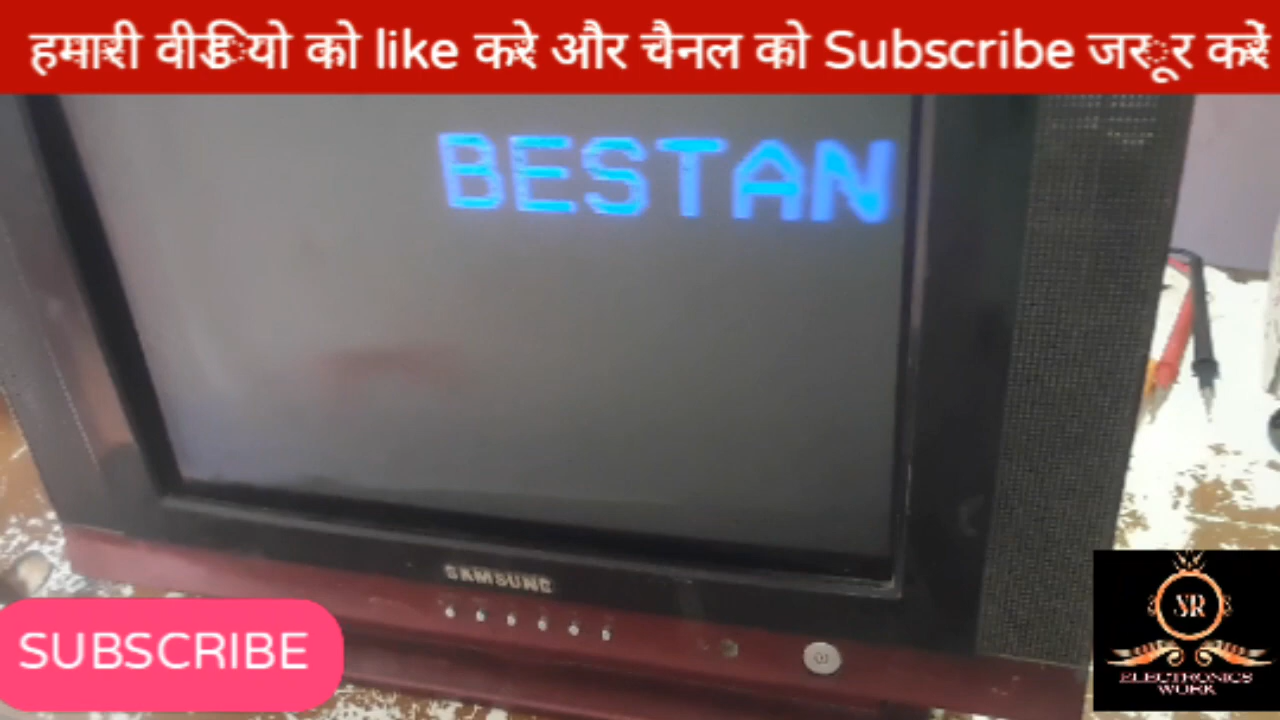 हमारी वीडियो को like करे और चैनल को Subscribe जरूर करें
BESTAN
SAMSUNG
SUBSCRIBE
SR
ELECTRONICS
WORK